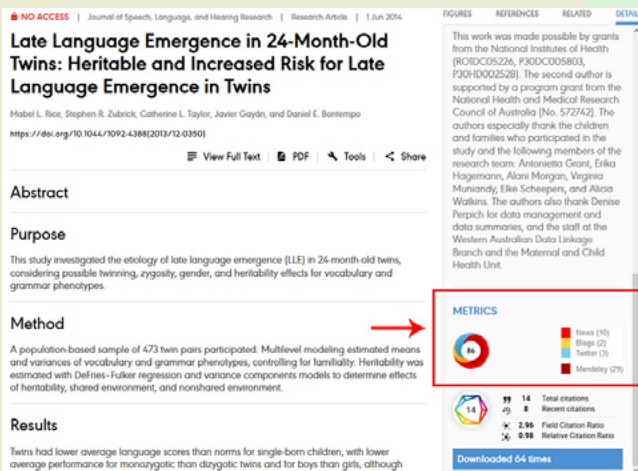 NO ACCESS | Journal of Speech, Language, and Hearing Research | Research Article | 1 Jun 2014
Late Language Emergence in 24-Month-Old
Twins: Heritable and Increased Risk for Late
Language Emergence in Twins
Mabel L. Rice, Stephen R. Zubrick, Catherine L. Taylor, Javier Gayán, and Daniel E. Bontempo
https://doi.org/10.1044/1092-4388(2013/12-0350)
View Full Text | PDF | Tools | Share
Abstract
Purpose
This study investigated the etiology of late language emergence (LLE) in 24-month-old twins,
considering possible twinning, zygosity, gender, and heritability effects for vocabulary and
grammar phenotypes.
Method
A population-based sample of 473 twin pairs participated. Multilevel modeling estimated means
and variances of vocabulary and grammar phenotypes, controlling for familiality. Heritability was
estimated with DeFries–Fulker regression and variance components models to determine effects
of heritability, shared environment, and nonshared environment.
Results
Twins had lower average language scores than norms for single-born children, with lower
average performance for monozygotic than dizygotic twins and for boys than girls, although
FIGURES REFERENCES RELATED DETAIL
This work was made possible by grants
from the National Institutes of Health
(RO1DC05226, P30DC005803,
P30HD002528). The second author is
supported by a program grant from the
National Health and Medical Research
Council of Australia (No. 572742). The
authors especially thank the children
and families who participated in the
study and the following members of the
research team: Antonietta Grant, Erika
Hagemann, Alani Morgan, Virginia
Muniandy, Elke Scheepers, and Alicia
Watkins. The authors also thank Denise
Perpich for data management and
data summaries, and the staff at the
Western Australian Data Linkage
Branch and the Maternal and Child
Health Unit.
METRICS
86
News (10)
Blogs (2)
Twitter (3)
Mendeley (29)
14
14 Total citations
8 Recent citations
2.96 Field Citation Ratio
0.98 Relative Citation Ratio
Downloaded 64 times